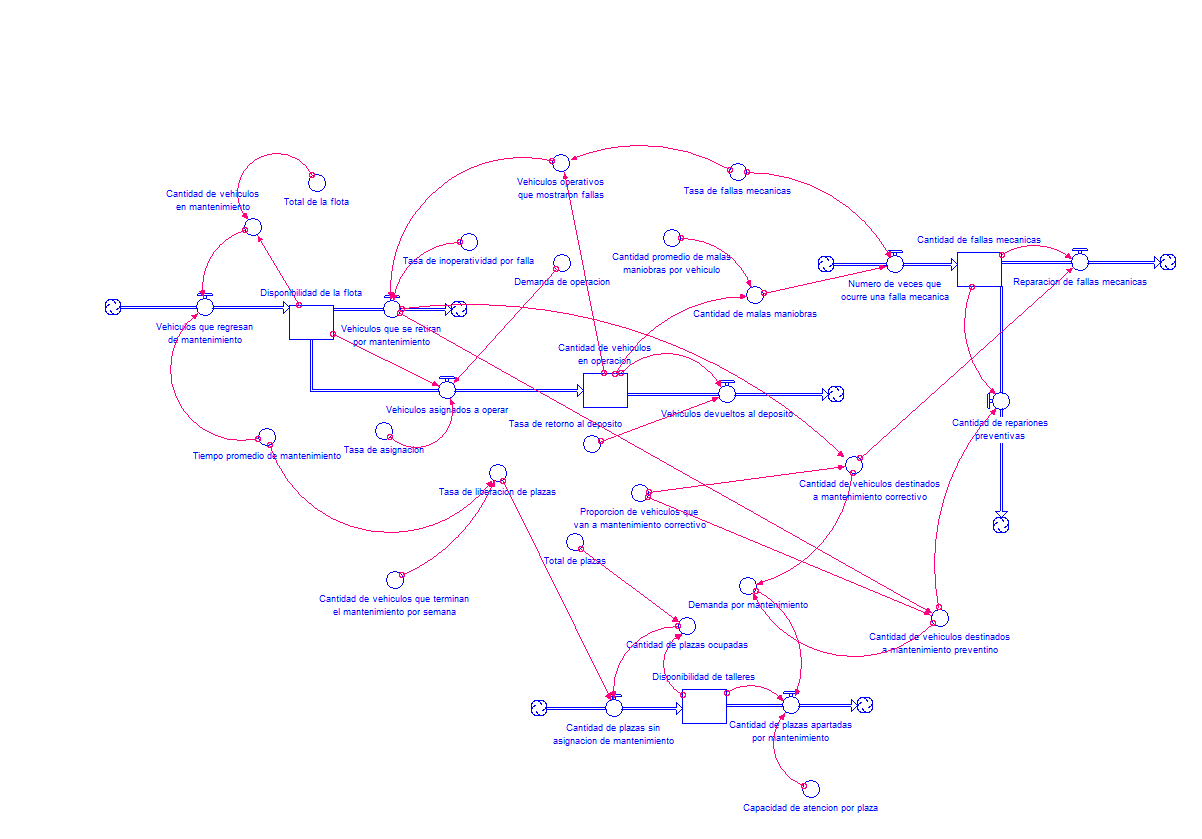 Vehiculos operativos
que mostraron fallas
Tasa de fallas mecanicas
Cantidad de vehiculos
en mantenimiento
Total de la flota
Cantidad de fallas mecanicas
Tasa de inoperatividad por falla
Cantidad promedio de malas
maniobras por vehiculo
Demanda de operacion
Numero de veces que
ocurre una falla mecanica
Reparacion de fallas mecanicas
Disponibilidad de la flota
Vehiculos que regresan
de mantenimiento
Vehiculos que se retiran
por mantenimiento
Cantidad de malas maniobras
Cantidad de vehiculos
en operacion
Vehiculos asignados a operar
Vehiculos devueltos al deposito
Tasa de retorno al deposito
Cantidad de repariones
preventivas
Tasa de asignacion
Tiempo promedio de mantenimiento
Tasa de liberacion de plazas
Cantidad de vehiculos destinados
a mantenimiento correctivo
Proporcion de vehiculos que
van a mantenimiento correctivo
Total de plazas
Cantidad de vehiculos que terminan
el mantenimiento por semana
Demanda por mantenimiento
Cantidad de vehiculos destinados
a mantenimiento preventino
Cantidad de plazas ocupadas
Disponibilidad de talleres
Cantidad de plazas sin
asignacion de mantenimiento
Cantidad de plazas apartadas
por mantenimiento
Capacidad de atencion por plaza